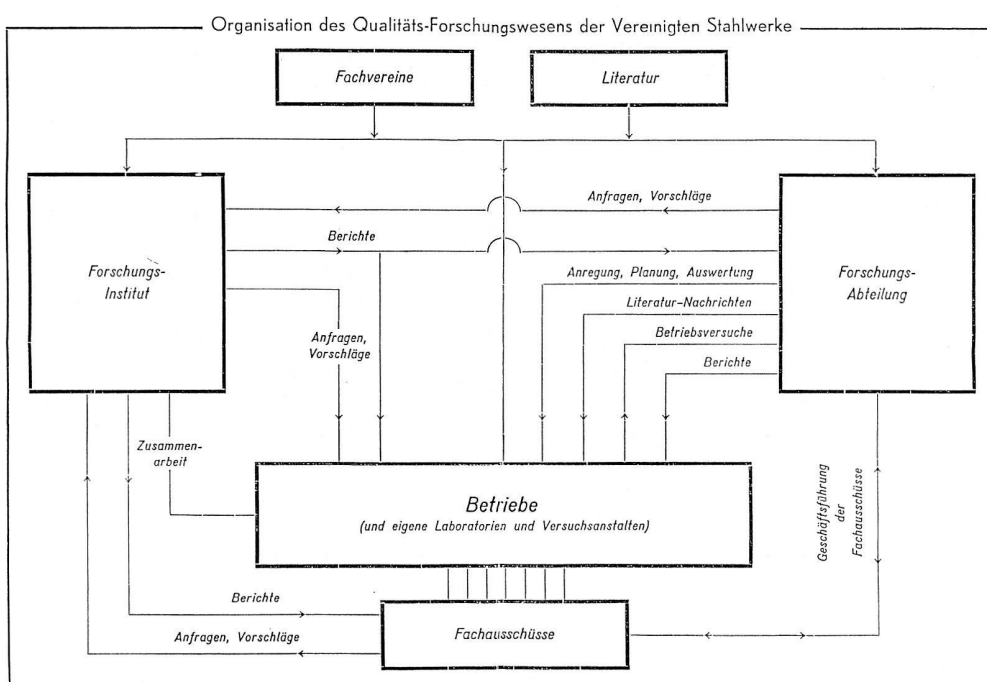 Organisation des Qualitäts-Forschungswesens der Vereinigten Stahlwerke
Fachvereine
Literatur
Anfragen, Vorschläge
Berichte
Forschungs-
Institut
Forschungs-
Abteilung
Anregung, Planung, Auswertung
Literatur-Nachrichten
Betriebsversuche
Berichte
Anfragen,
Vorschläge
Zusammen-
arbeit
Betriebe
(und eigene Laboratorien und Versuchsanstalten)
Geschäftsführung
der
Fachausschüsse
Berichte
Anfragen, Vorschläge
Fachausschüsse